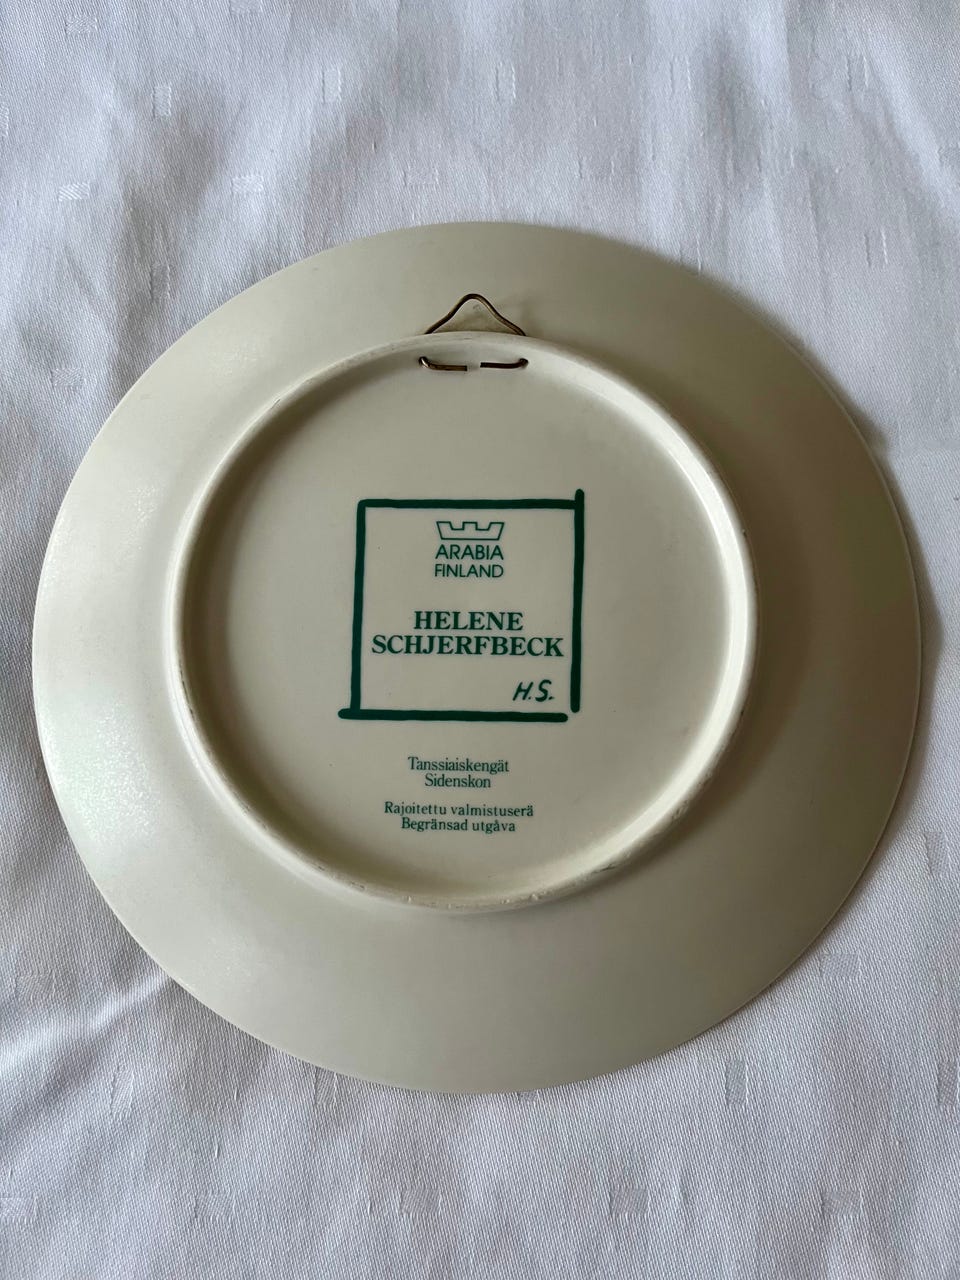 ARABIA
FINLAND
HELENE
SCHJERFBECK
H.S.
Tanssiaiskengät
Sidenskon
Rajoitettu valmistuserä
Begränsad utgåva